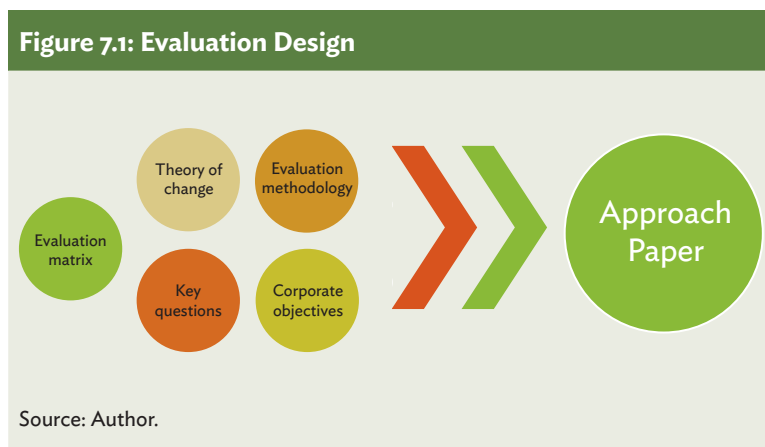 Figure 7.1: Evaluation Design
Theory of
change
Evaluation
methodology
Evaluation
matrix
Key
questions
Corporate
objectives
Approach
Paper
Source: Author.